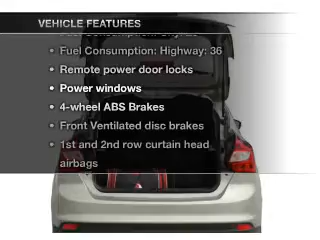 VEHICLE FEATURES
• Fuel Consumption: Highway: 36
• Remote power door locks
• Power windows
• 4-wheel ABS Brakes
• Front Ventilated disc brakes
• 1st and 2nd row curtain head
airbags